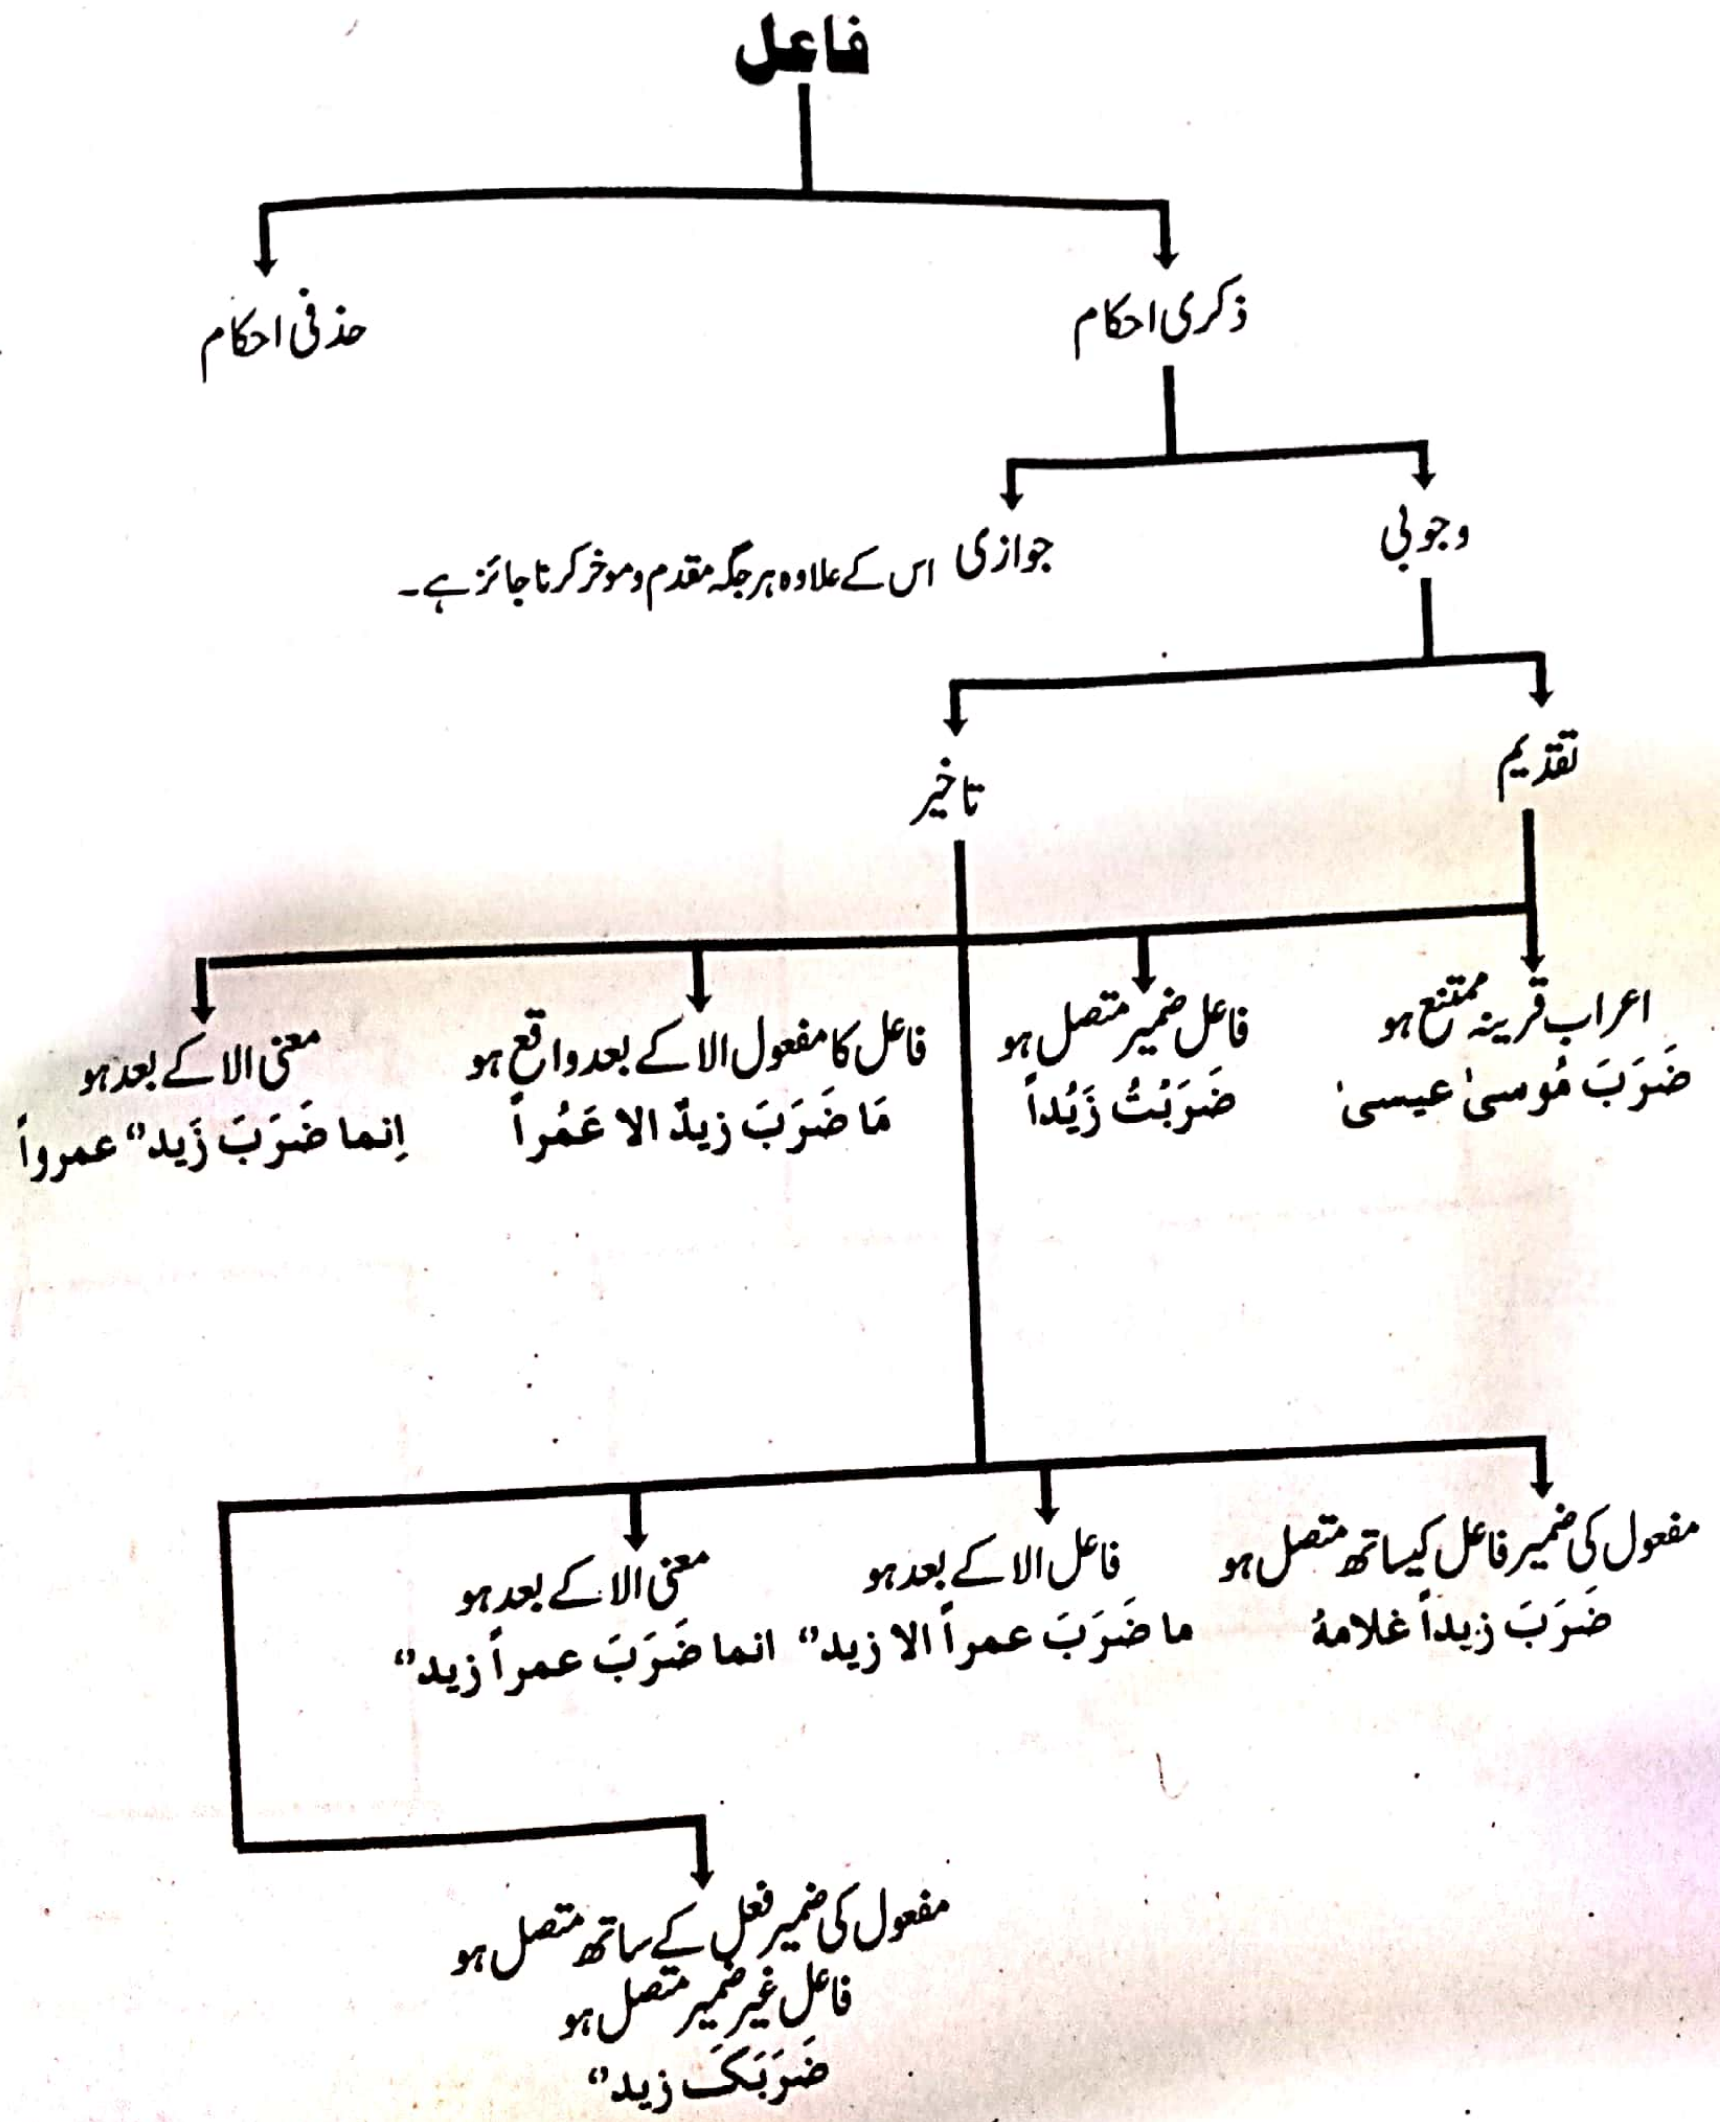 فاعل
ذکری احکام
حذفی احکام
وجوبی
جوازی اس کے علاوہ ہر جگہ مقدم و موخر کرنا جائز ہے۔
تقدیم
تاخیر
اعراب قرینہ ممتنع ہو
ضَرَبَ مُوسیٰ عیسیٰ
فاعل ضمیر متصل ہو
ضَرَبْتُ زَیْداً
فاعل کا مفعول الا کے بعد واقع ہو
مَا ضَرَبَ زیدٌ الا عَمْراً
معنی الا کے بعد ہو
اِنما ضَرَبَ زَید" عمرواً
مفعول کی ضمیر فاعل کیساتھ متصل ہو
ضَرَبَ زیداً غلامهُ
فاعل الا کے بعد ہو
ما ضَرَبَ عمراً الا زید"
معنی الا کے بعد ہو
انما ضَرَبَ عمراً زید"
مفعول کی ضمیر فعل کے ساتھ متصل ہو
فاعل غیر ضمیر متصل ہو
ضَرَبَکَ زید"